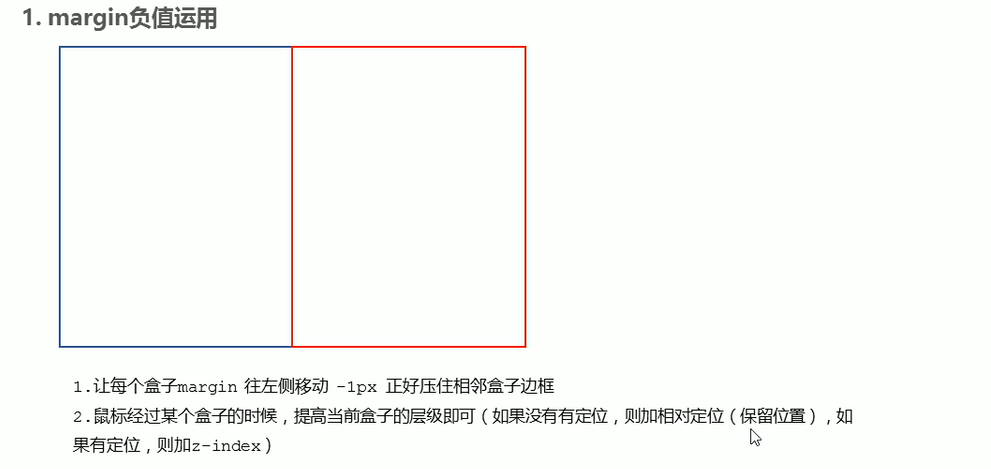 1. margin负值运用
1.让每个盒子margin 往左侧移动 -1px 正好压住相邻盒子边框
2.鼠标经过某个盒子的时候，提高当前盒子的层级即可（如果没有有定位，则加相对定位（保留位置），如
果有定位，则加z-index）